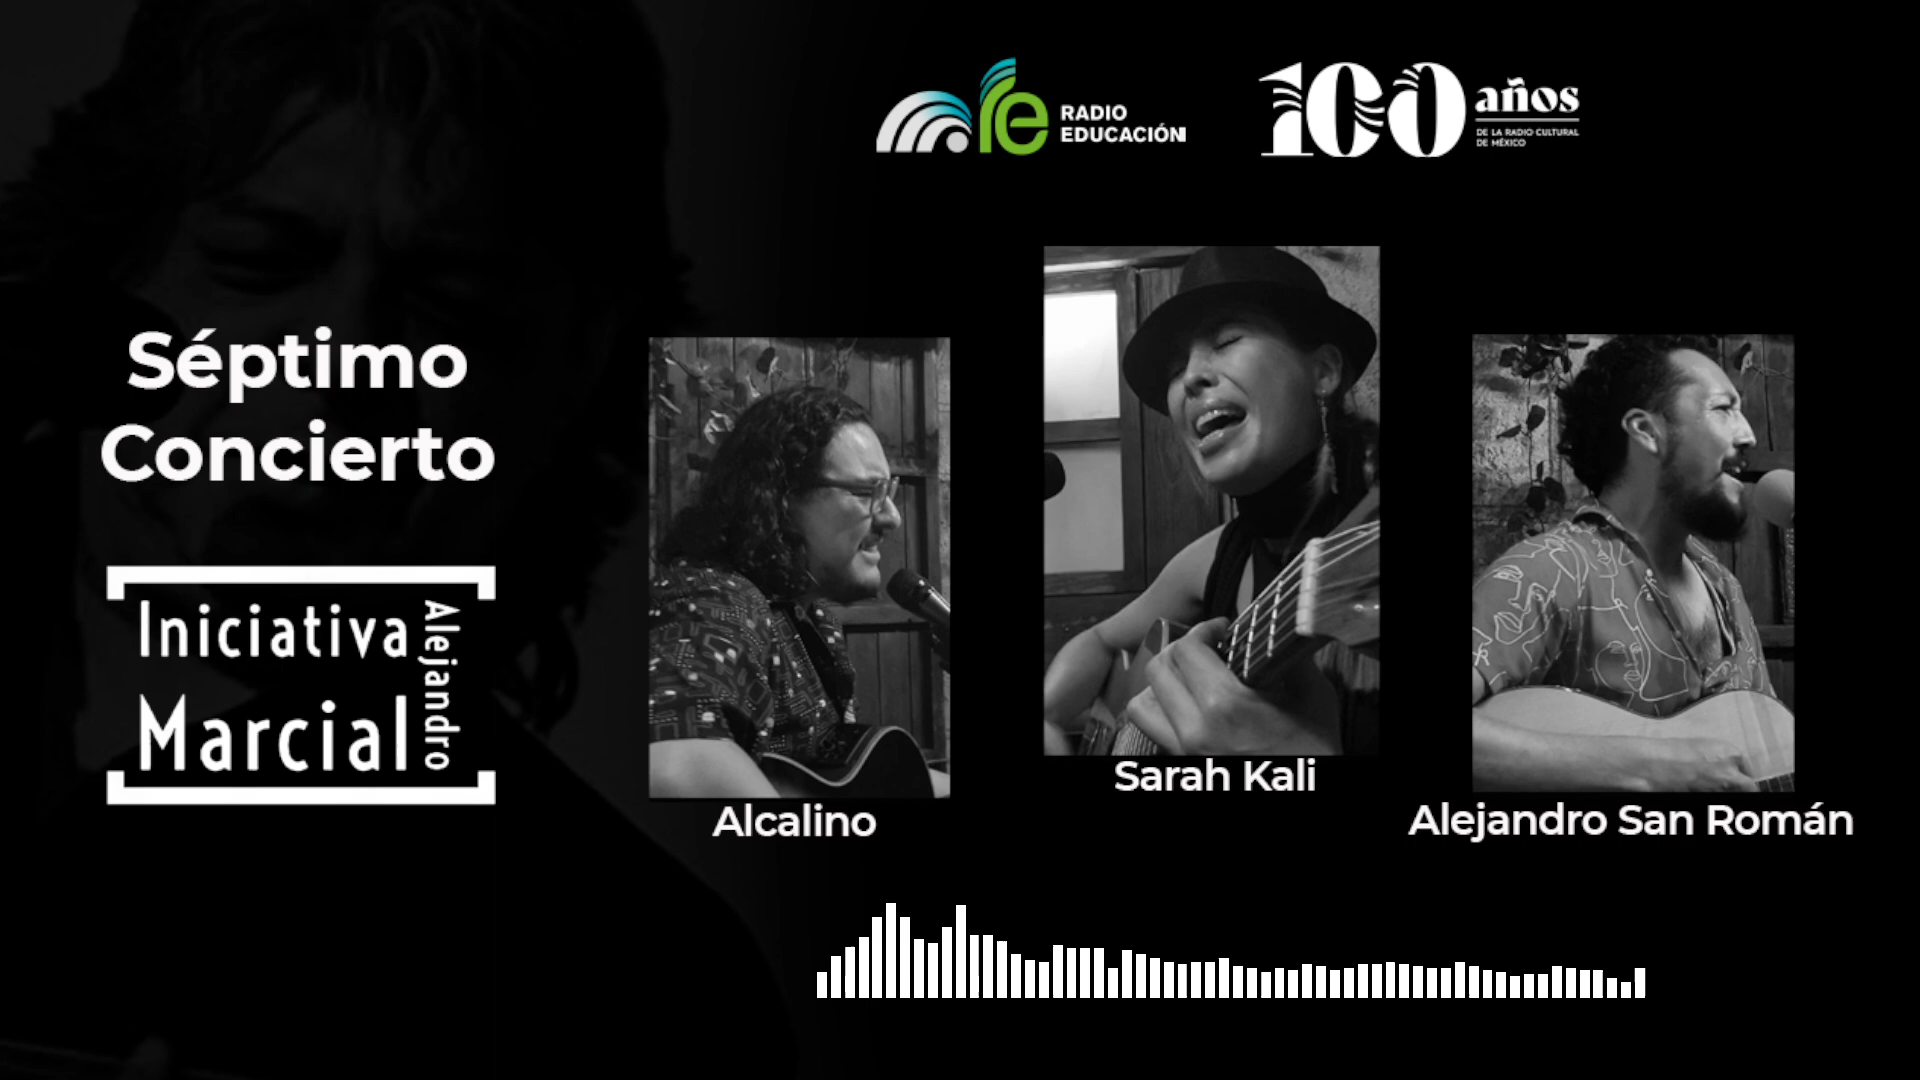 RADIO
EDUCACIÓN
100 años
DE LA RADIO CULTURAL
DE MÉXICO
Séptimo
Concierto
Iniciativa
Alejandro
Marcial
Alcalino
Sarah Kali
Alejandro San Román